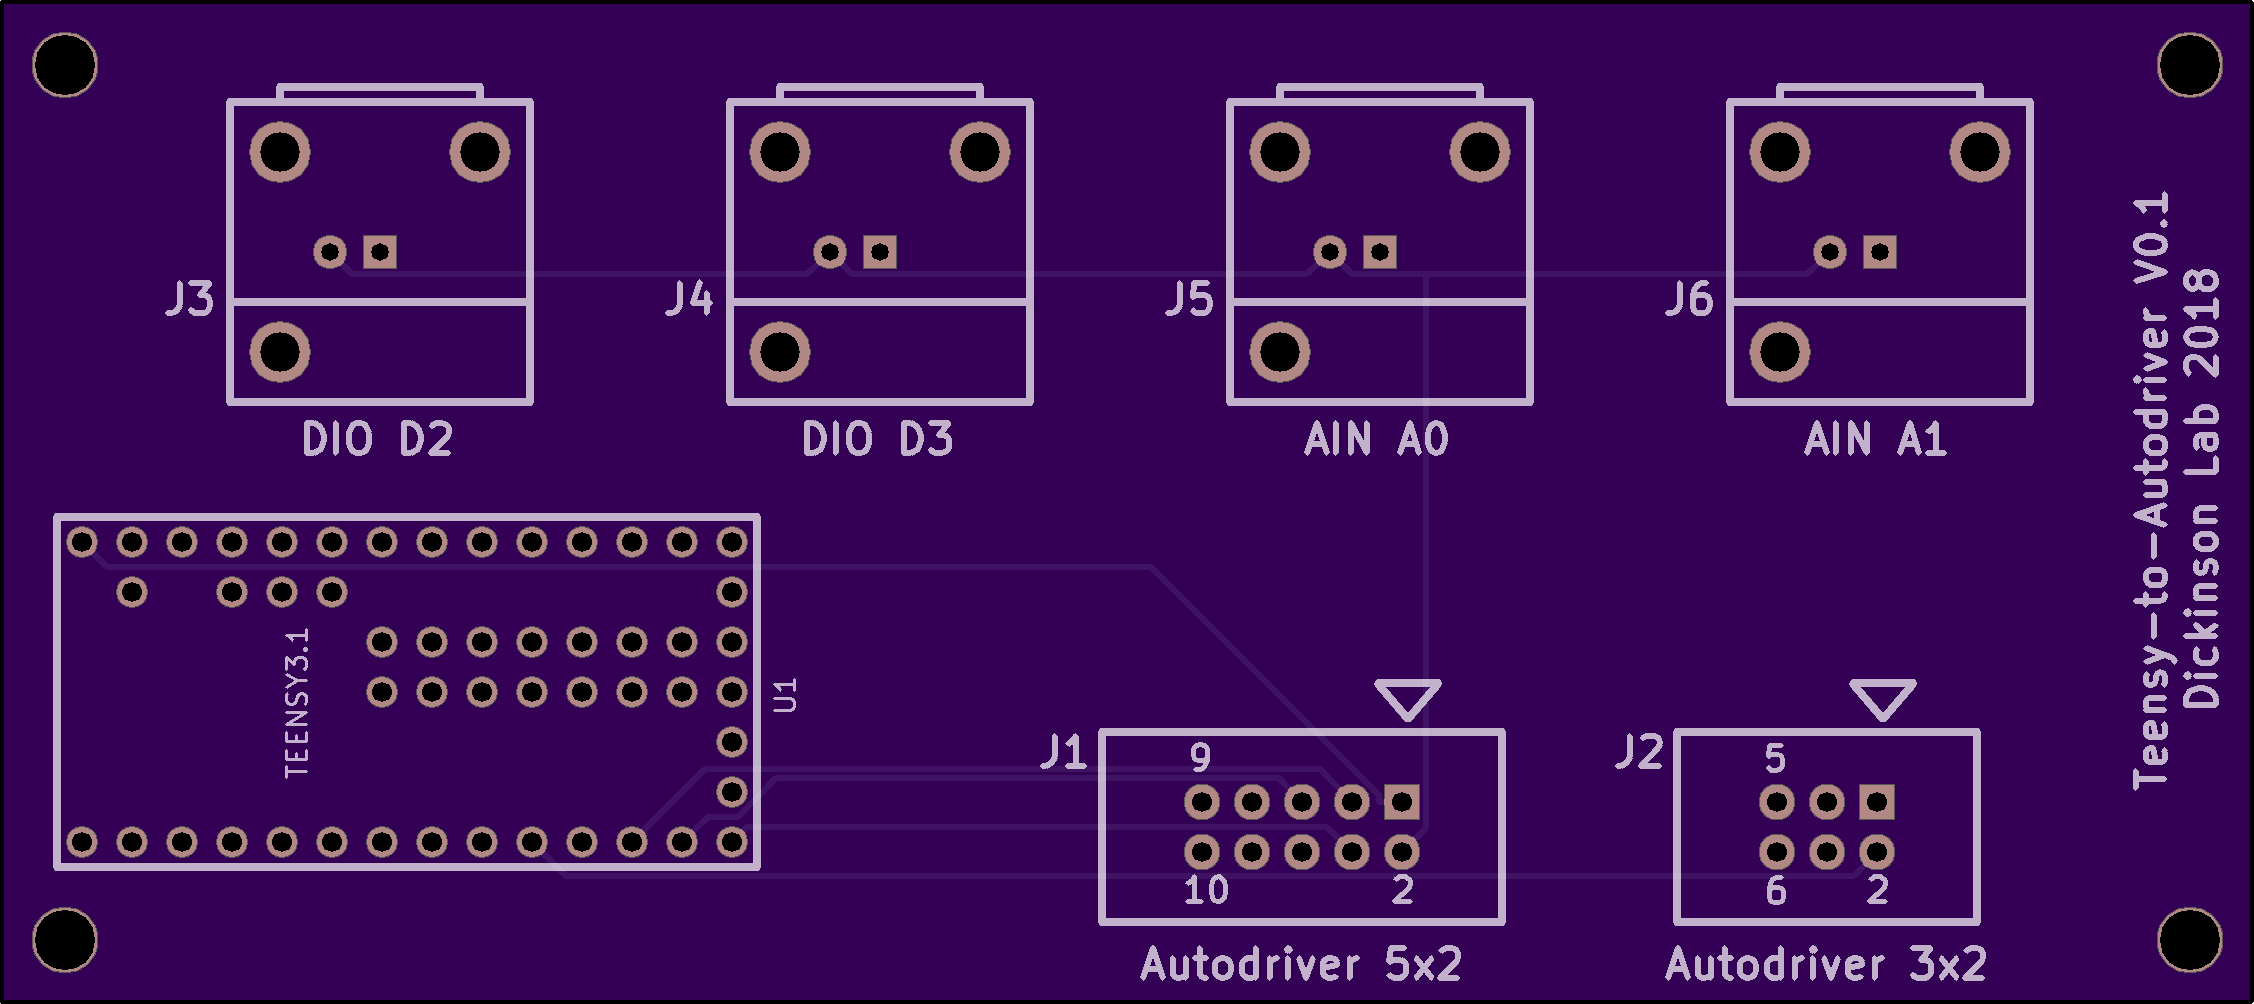 J3
J4
J5
J6
DIO D2
DIO D3
AIN A0
AIN A1
Teensy-to-Autodriver V0.1
Dickinson Lab 2018
TEENSY3.1
U1
J1
9
10
2
Autodriver 5x2
J2
5
6
2
Autodriver 3x2